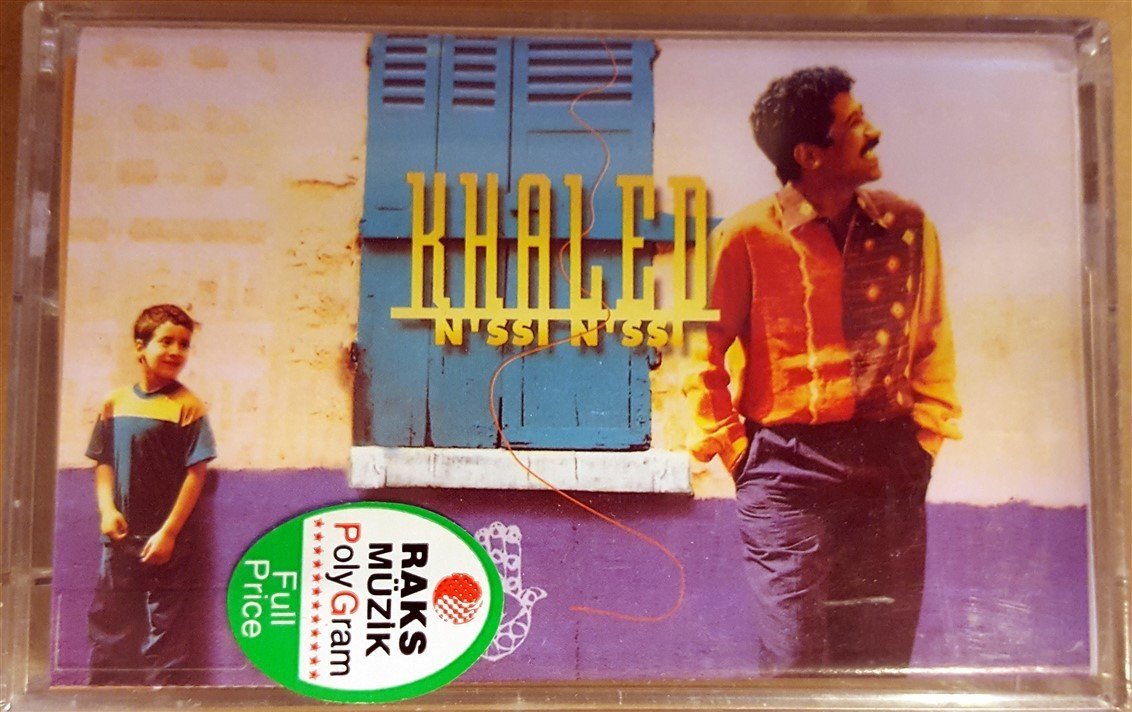 KHALED
N'SSI N'SSI
RAKS
MÜZİK
PolyGram
Full
Price